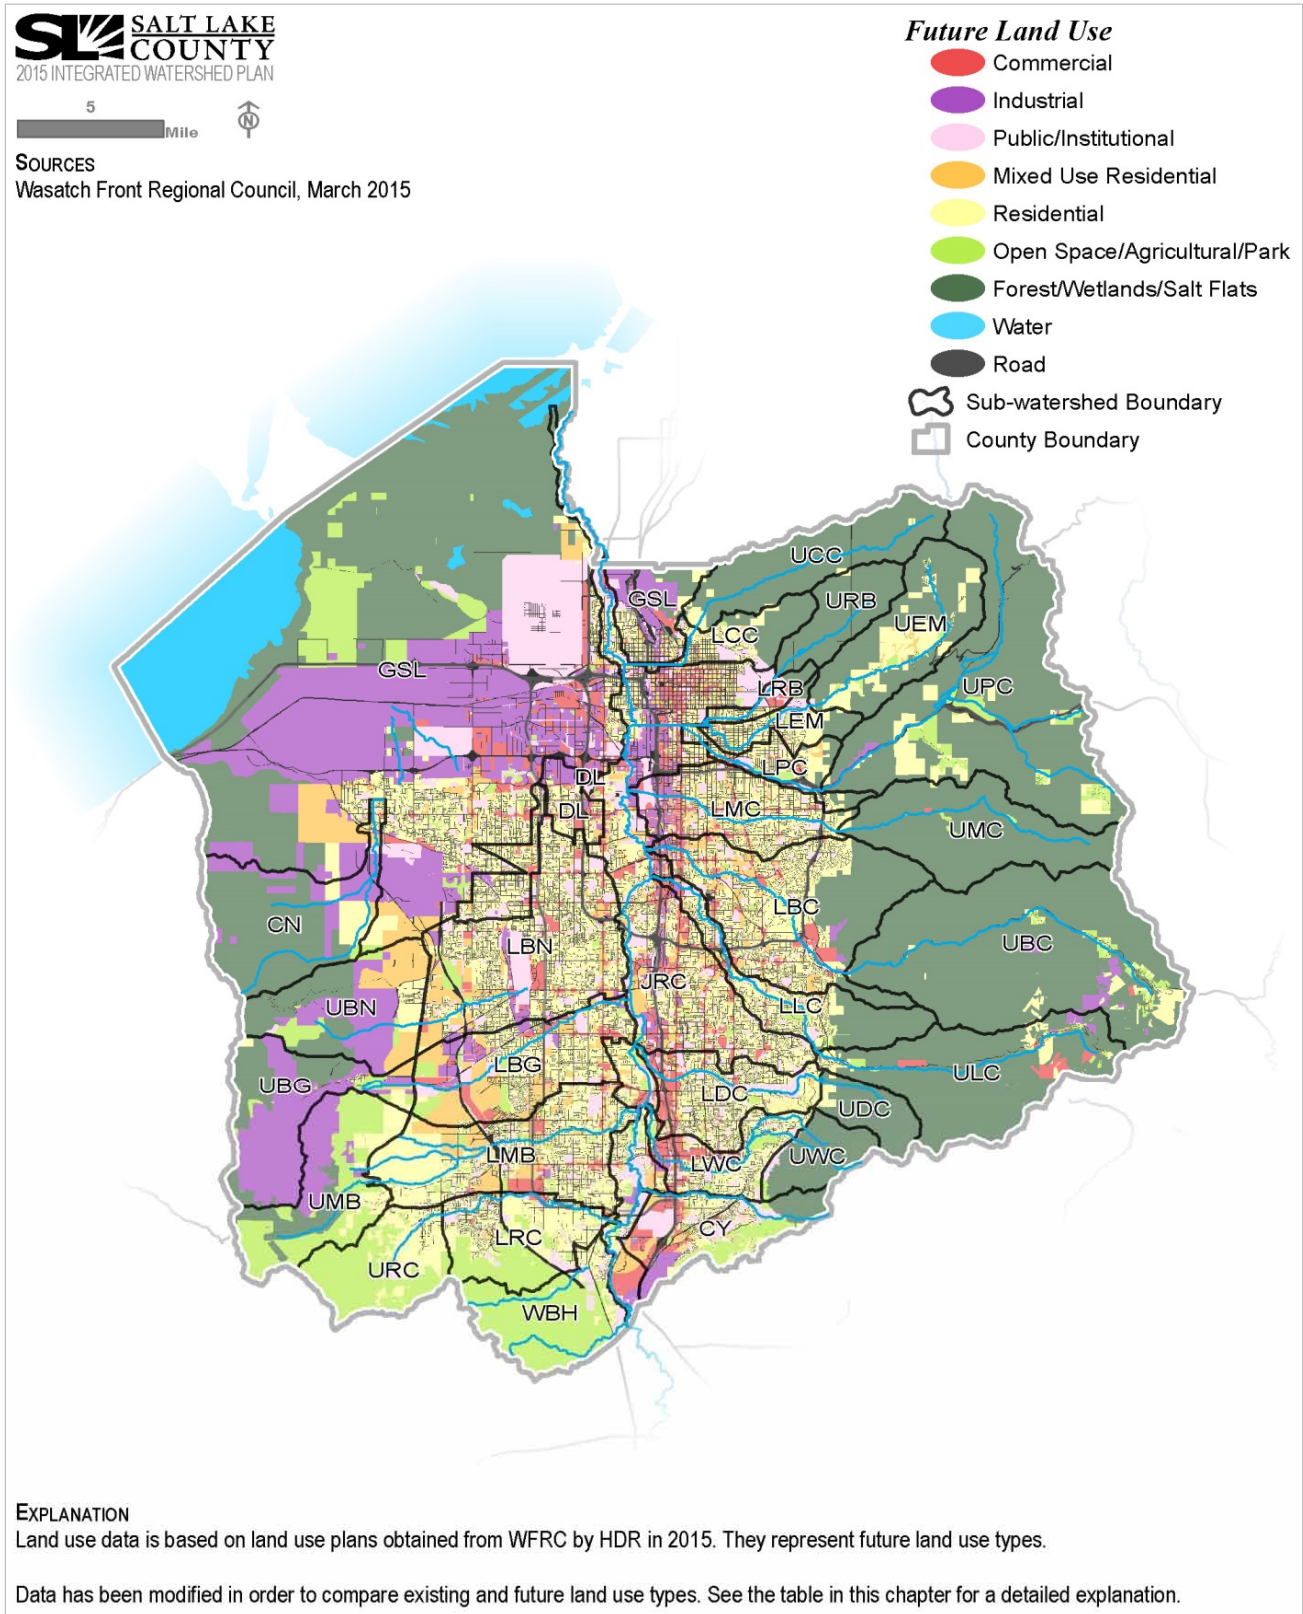 SL SALT LAKE
COUNTY
2015 INTEGRATED WATERSHED PLAN
5
Mile
N
SOURCES
Wasatch Front Regional Council, March 2015
Future Land Use
Commercial
Industrial
Public/Institutional
Mixed Use Residential
Residential
Open Space/Agricultural/Park
Forest/Wetlands/Salt Flats
Water
Road
Sub-watershed Boundary
County Boundary
UCC
GSL
URB
UEM
LCC
GSL
LRB
UPC
LEM
LPC
DL
DL
LMC
UMC
LBC
CN
LBN
UBC
JRC
UBN
LLC
LBG
ULC
UBG
LDC
UDC
LMB
LWC
UWC
UMB
LRC
CY
URC
WBH
EXPLANATION
Land use data is based on land use plans obtained from WFRC by HDR in 2015. They represent future land use types.
Data has been modified in order to compare existing and future land use types. See the table in this chapter for a detailed explanation.